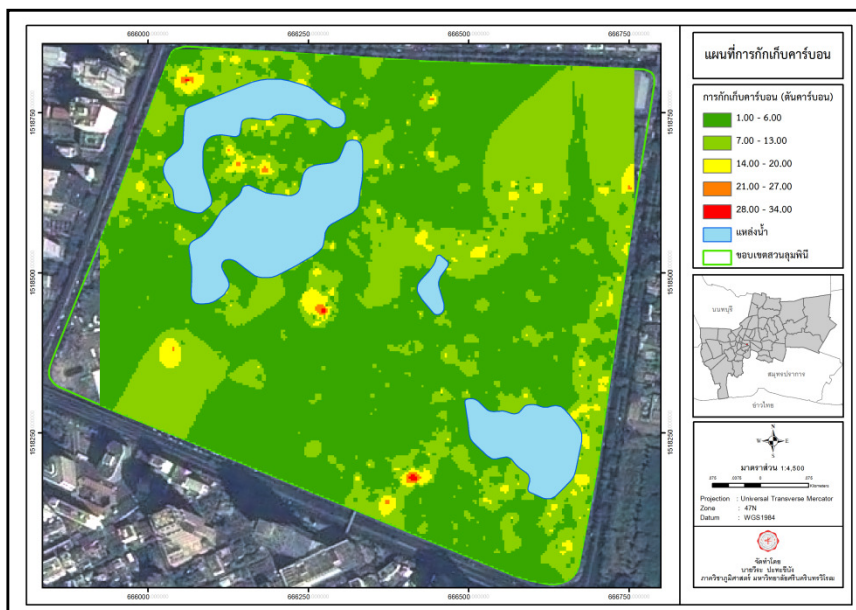 666000
666250
666500
666750
แผนที่การกักเก็บคาร์บอน
การกักเก็บคาร์บอน (ตันคาร์บอน)
1.00 - 6.00
7.00 - 13.00
14.00 - 20.00
21.00 - 27.00
28.00 - 34.00
แหล่งน้ำ
ขอบเขตสวนลุมพินี
1518750
1518500
1518250
1518750
1518500
1518250
นนทบุรี
สมุทรปราการ
อ่าวไทย
N
W E
S
มาตราส่วน 1:4,500
Kilometers
Projection : Universal Transverse Mercator
Zone : 47N
Datum : WGS1984
จัดทำโดย
ภาควิชาภูมิศาสตร์ มหาวิทยาลัยศรีนครินทรวิโรฒ
666000
666250
666500
666750